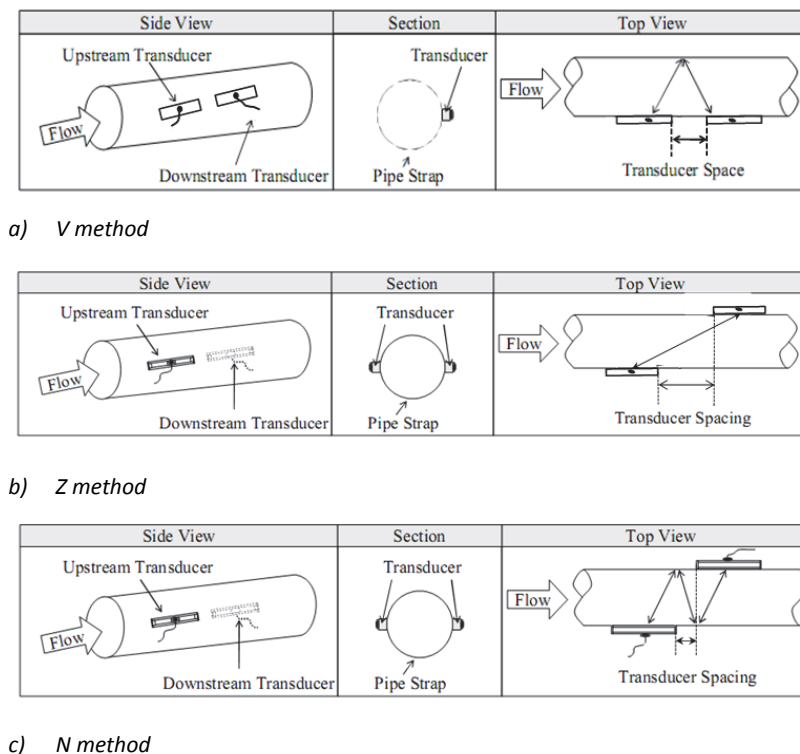 Side View Section Top View
Upstream Transducer Transducer
Flow Flow
Downstream Transducer Pipe Strap Transducer Space
a) V method
Side View Section Top View
Upstream Transducer Transducer
Flow Flow
Downstream Transducer Pipe Strap Transducer Spacing
b) Z method
Side View Section Top View
Upstream Transducer Transducer
Flow Flow
Downstream Transducer Pipe Strap Transducer Spacing
c) N method